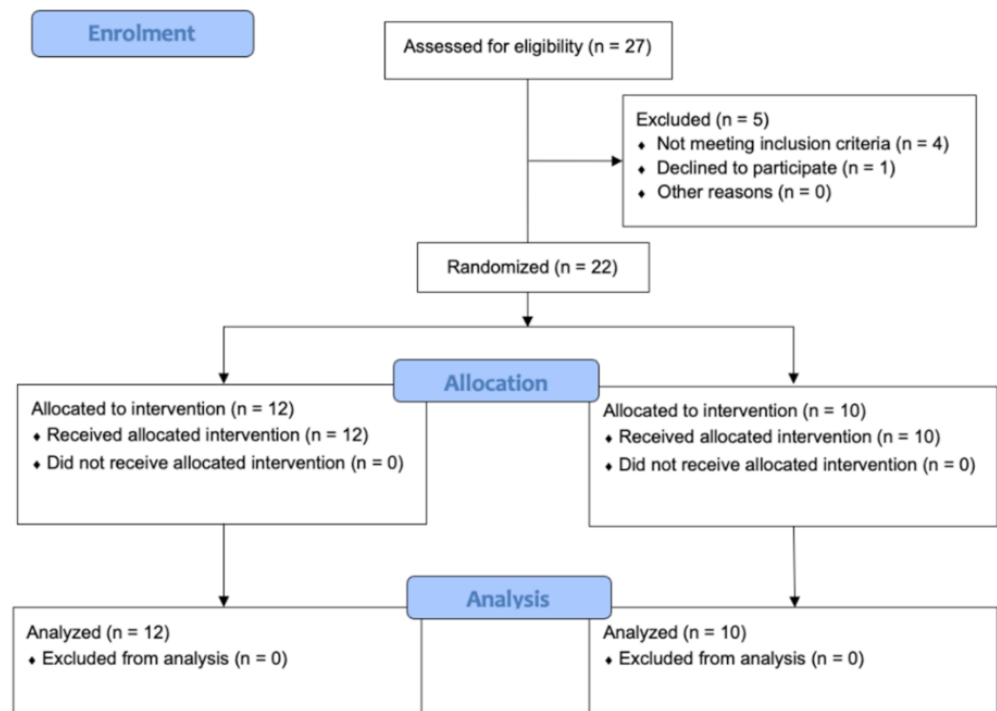 Enrolment
Assessed for eligibility (n = 27)
Excluded (n = 5)
⬧ Not meeting inclusion criteria (n = 4)
⬧ Declined to participate (n = 1)
⬧ Other reasons (n = 0)
Randomized (n = 22)
Allocation
Allocated to intervention (n = 12)
⬧ Received allocated intervention (n = 12)
⬧ Did not receive allocated intervention (n = 0)
Allocated to intervention (n = 10)
⬧ Received allocated intervention (n = 10)
⬧ Did not receive allocated intervention (n = 0)
Analysis
Analyzed (n = 12)
⬧ Excluded from analysis (n = 0)
Analyzed (n = 10)
⬧ Excluded from analysis (n = 0)